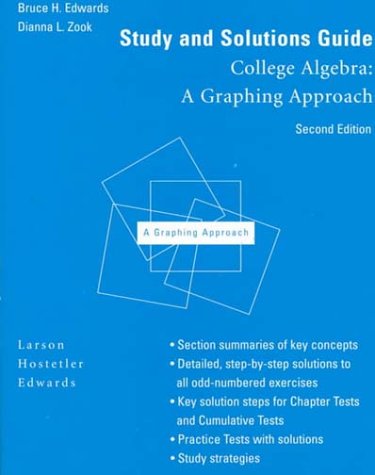 Bruce H. Edwards
Dianna L. Zook
Study and Solutions Guide
College Algebra:
A Graphing Approach
Second Edition
A Graphing Approach
Larson
Hostetler
Edwards
• Section summaries of key concepts
• Detailed, step-by-step solutions to
all odd-numbered exercises
• Key solution steps for Chapter Tests
and Cumulative Tests
• Practice Tests with solutions
• Study strategies